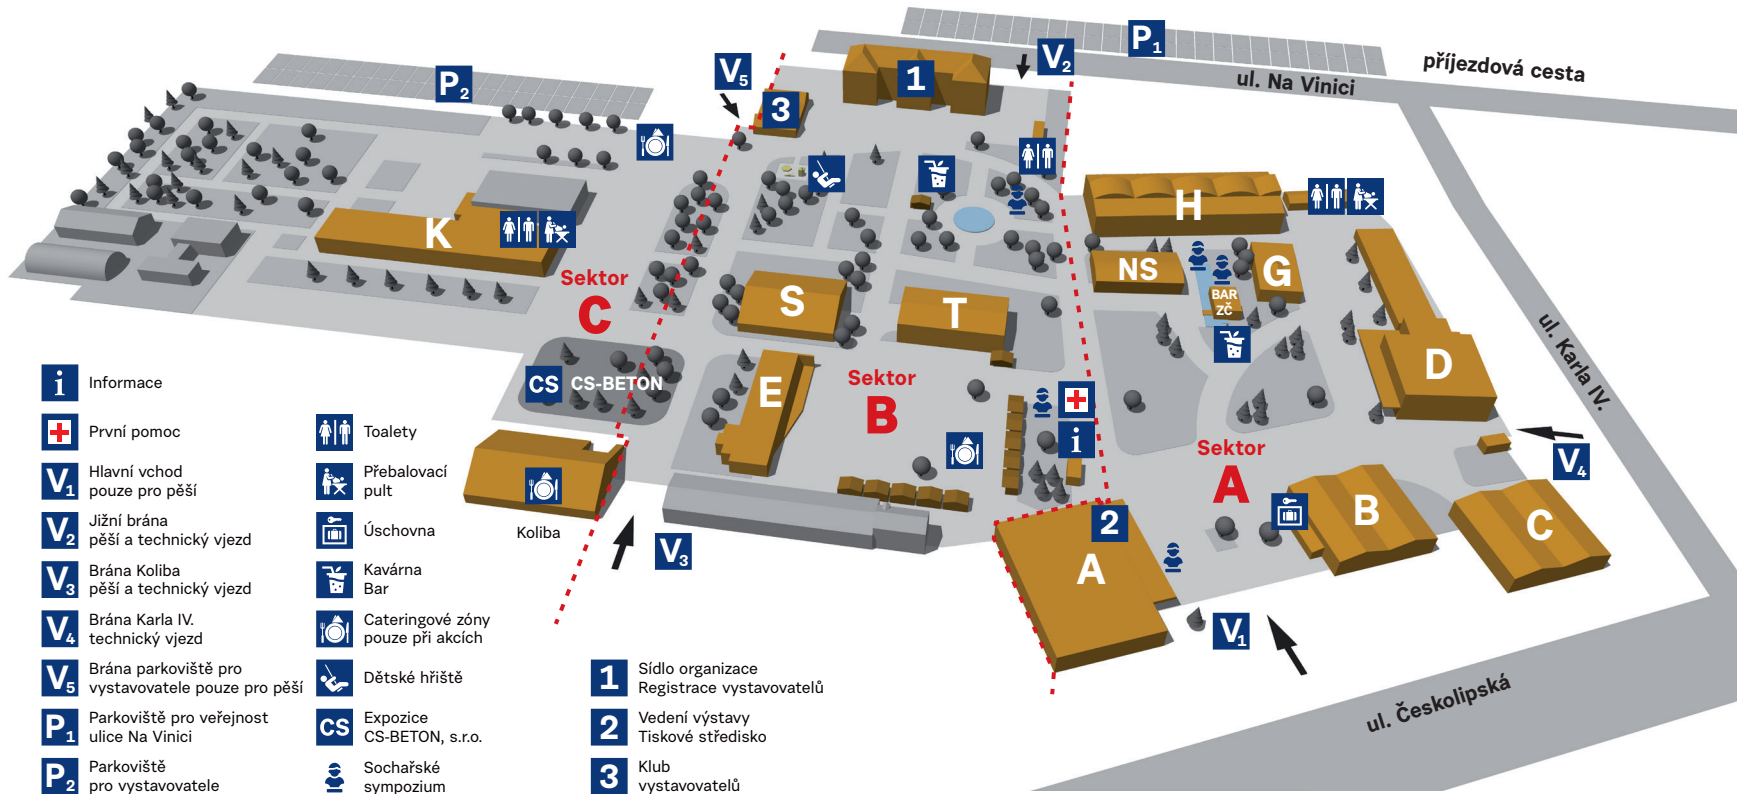 P1
příjezdová cesta
V5
V2
1
ul. Na Vinici
P2
3
H
K
NS
G
Sektor
C
S
T
BAR
ZČ
ul. Karla IV.
D
i
Informace
CS
CS-BETON
E
Sektor
B
První pomoc
Toalety
i
Sektor
A
V1
Hlavní vchod
pouze pro pěší
Přebalovací
pult
V4
V2
Jižní brána
pěší a technický vjezd
Úschovna
Koliba
V3
2
A
B
C
V3
Brána Koliba
pěší a technický vjezd
Kavárna
Bar
V4
Brána Karla IV.
technický vjezd
Cateringové zóny
pouze při akcích
V1
V5
Brána parkoviště pro
vystavovatele pouze pro pěší
Dětské hřiště
1
Sídlo organizace
Registrace vystavovatelů
ul. Českolipská
P1
Parkoviště pro veřejnost
ulice Na Vinici
CS
Expozice
CS-BETON, s.r.o.
2
Vedení výstavy
Tiskové středisko
P2
Parkoviště
pro vystavovatele
Sochařské
sympozium
3
Klub
vystavovatelů